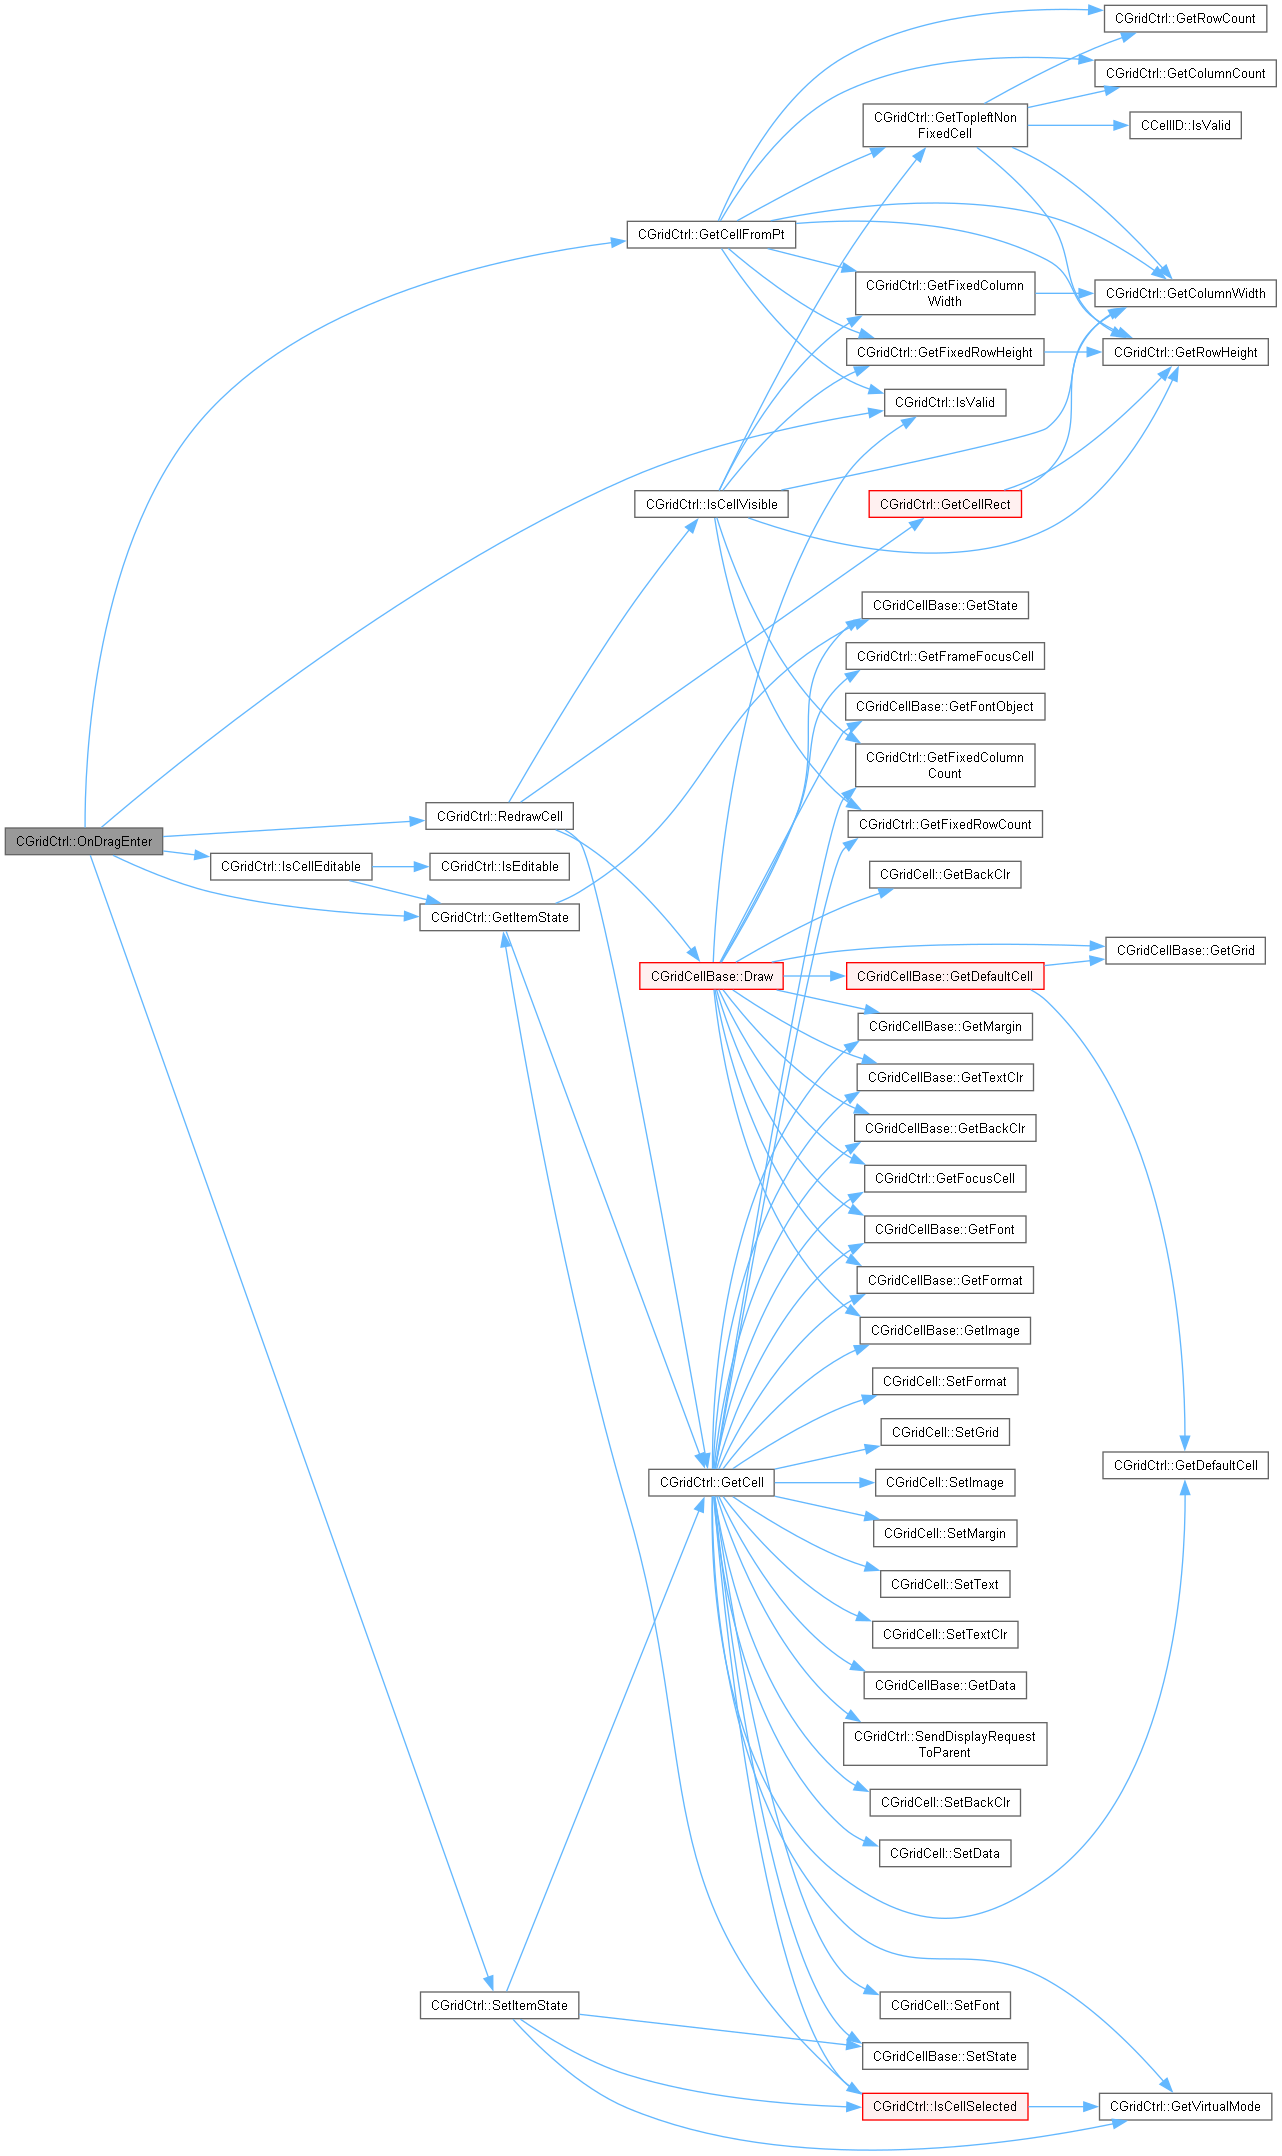 CGridCtrl::GetRowCount
CGridCtrl::GetColumnCount
CGridCtrl::GetTopleftNon
FixedCell
CCellID::IsValid
CGridCtrl::GetCellFromPt
CGridCtrl::GetFixedColumn
Width
CGridCtrl::GetColumnWidth
CGridCtrl::GetFixedRowHeight
CGridCtrl::GetRowHeight
CGridCtrl::IsValid
CGridCtrl::IsCellVisible
CGridCtrl::GetCellRect
CGridCellBase::GetState
CGridCtrl::GetFrameFocusCell
CGridCellBase::GetFontObject
CGridCtrl::GetFixedColumn
Count
CGridCtrl::RedrawCell
CGridCtrl::GetFixedRowCount
CGridCtrl::OnDragEnter
CGridCtrl::IsCellEditable
CGridCtrl::IsEditable
CGridCell::GetBackClr
CGridCtrl::GetItemState
CGridCellBase::GetGrid
CGridCellBase::Draw
CGridCellBase::GetDefaultCell
CGridCellBase::GetMargin
CGridCellBase::GetTextClr
CGridCellBase::GetBackClr
CGridCtrl::GetFocusCell
CGridCellBase::GetFont
CGridCellBase::GetFormat
CGridCellBase::GetImage
CGridCell::SetFormat
CGridCell::SetGrid
CGridCtrl::GetDefaultCell
CGridCtrl::GetCell
CGridCell::SetImage
CGridCell::SetMargin
CGridCell::SetText
CGridCell::SetTextClr
CGridCellBase::GetData
CGridCtrl::SendDisplayRequest
ToParent
CGridCell::SetBackClr
CGridCell::SetData
CGridCtrl::SetItemState
CGridCell::SetFont
CGridCellBase::SetState
CGridCtrl::IsCellSelected
CGridCtrl::GetVirtualMode